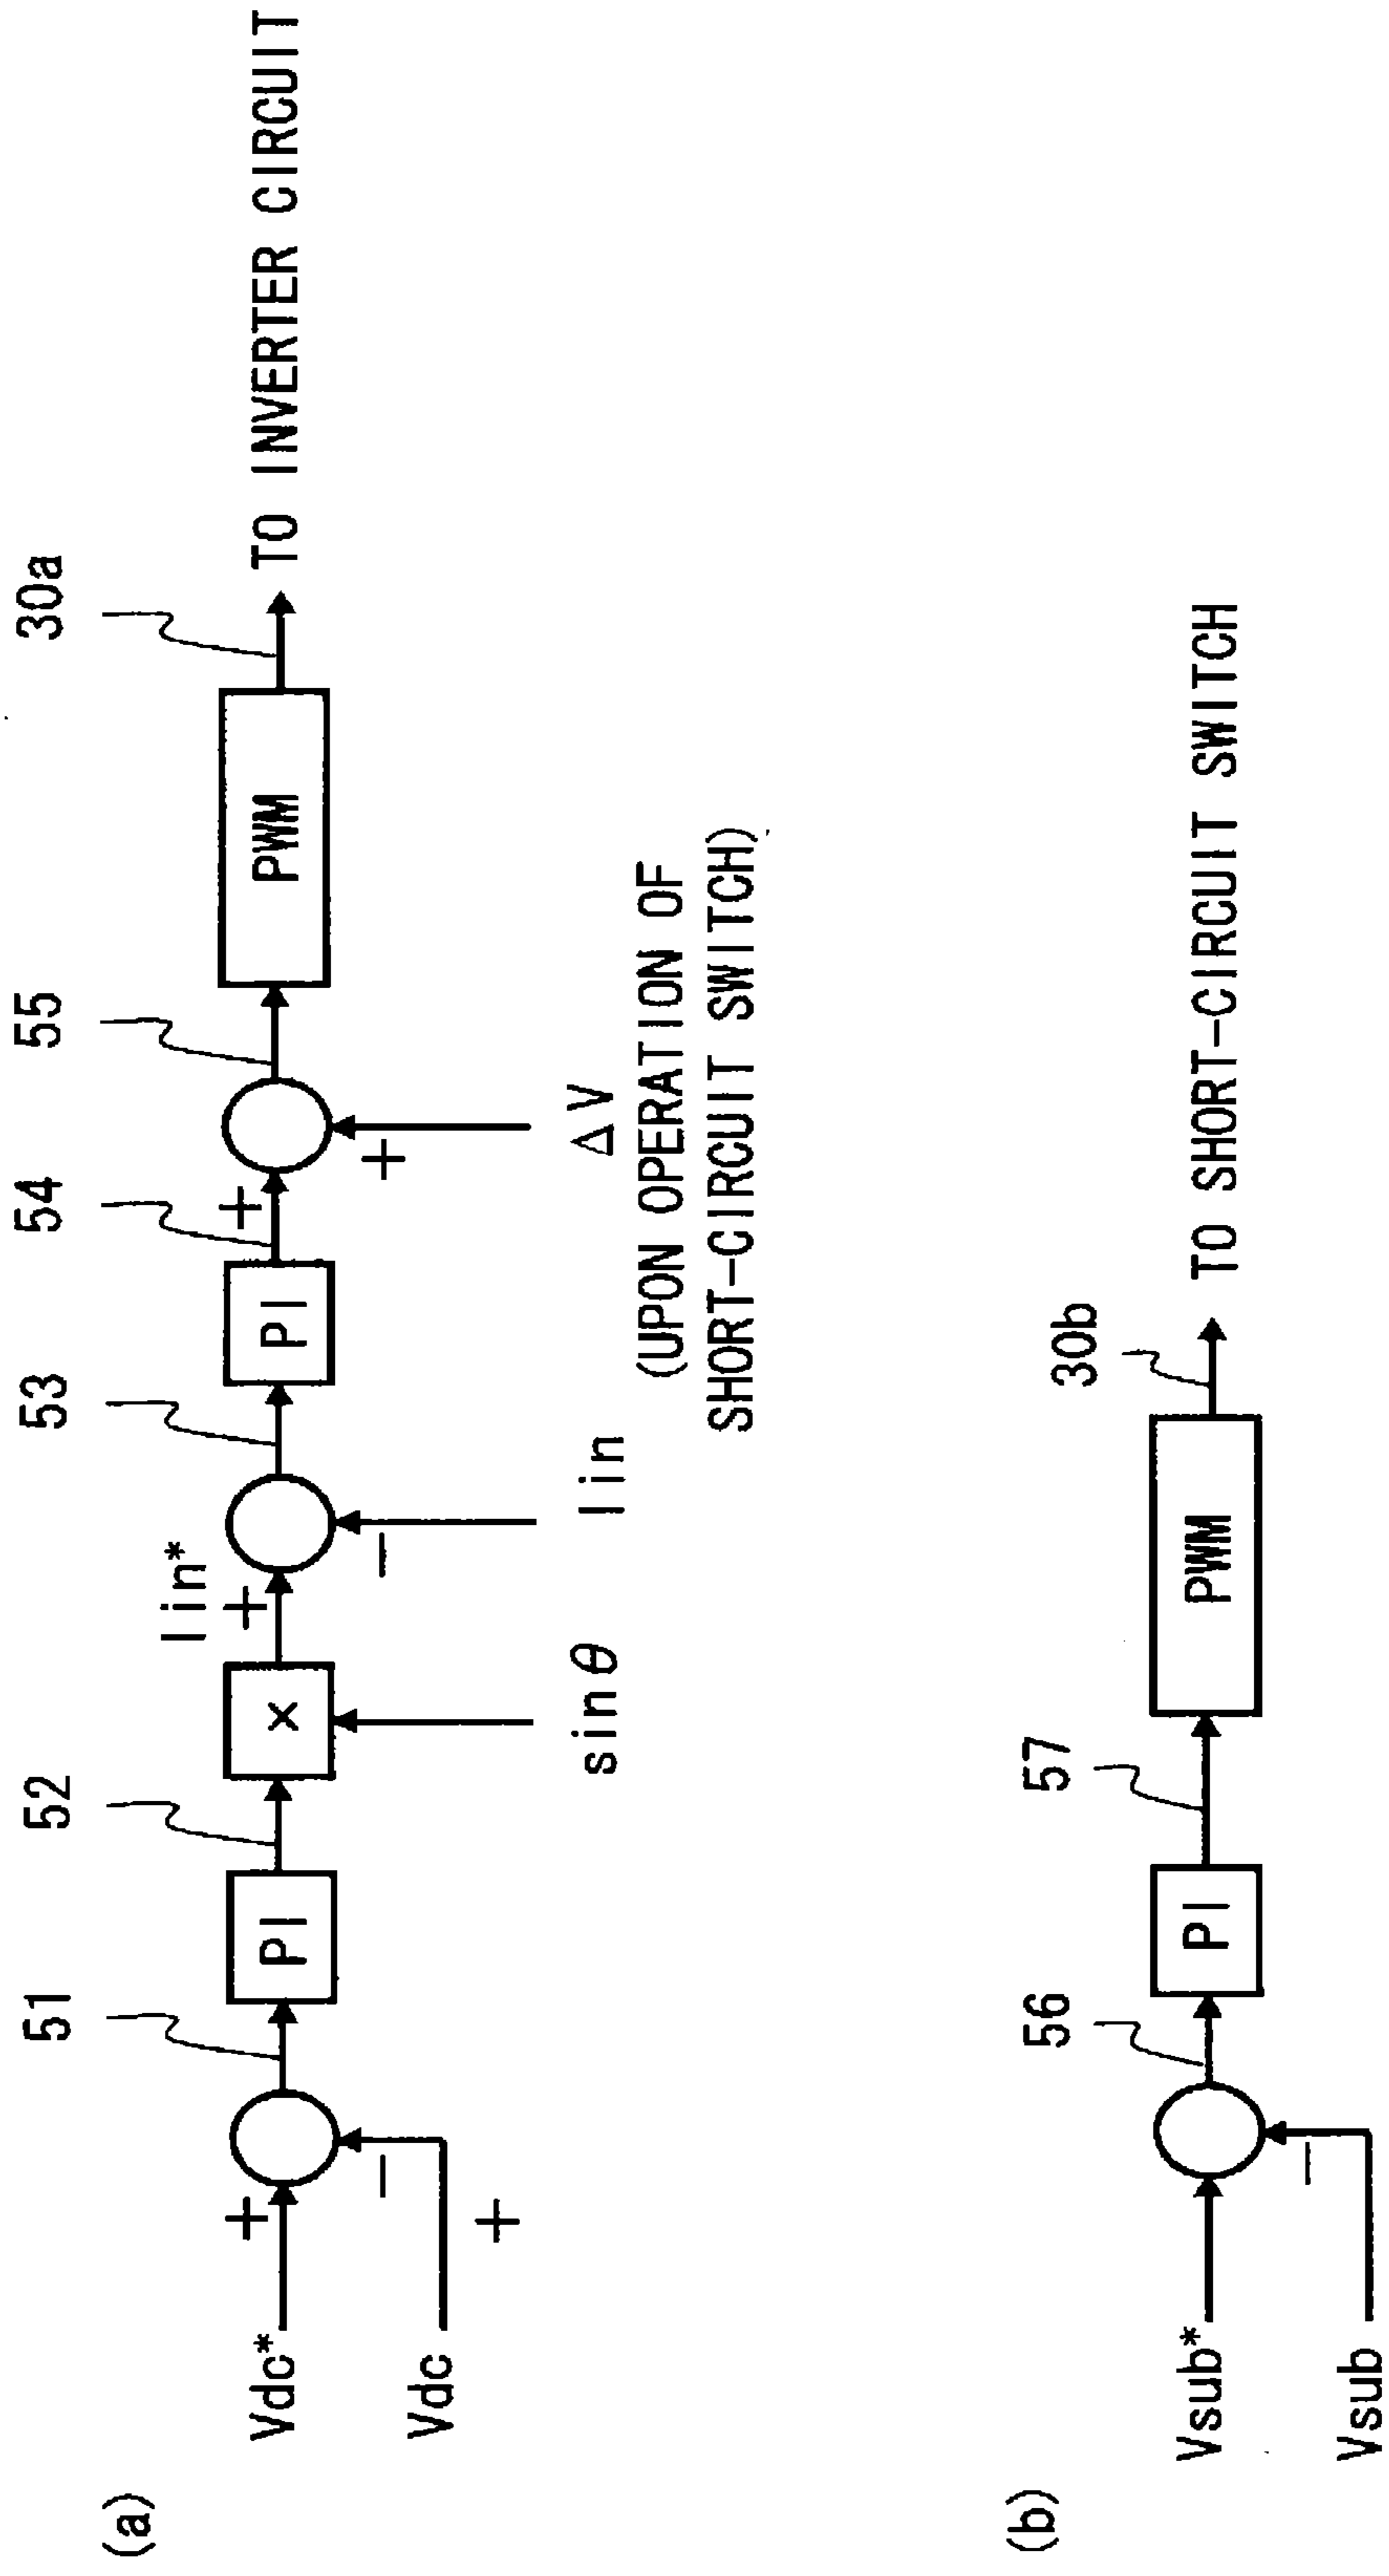 (a)
30a
55
54
53
52
51
Iin*
+
+
+
PI
×
PI
PWM
TO INVERTER CIRCUIT
Vdc*
Vdc
−
+
−
+
sinθ
Iin
ΔV
(UPON OPERATION OF
SHORT-CIRCUIT SWITCH)
(b)
56
57
30b
PI
PWM
TO SHORT-CIRCUIT SWITCH
Vsub*
Vsub
−